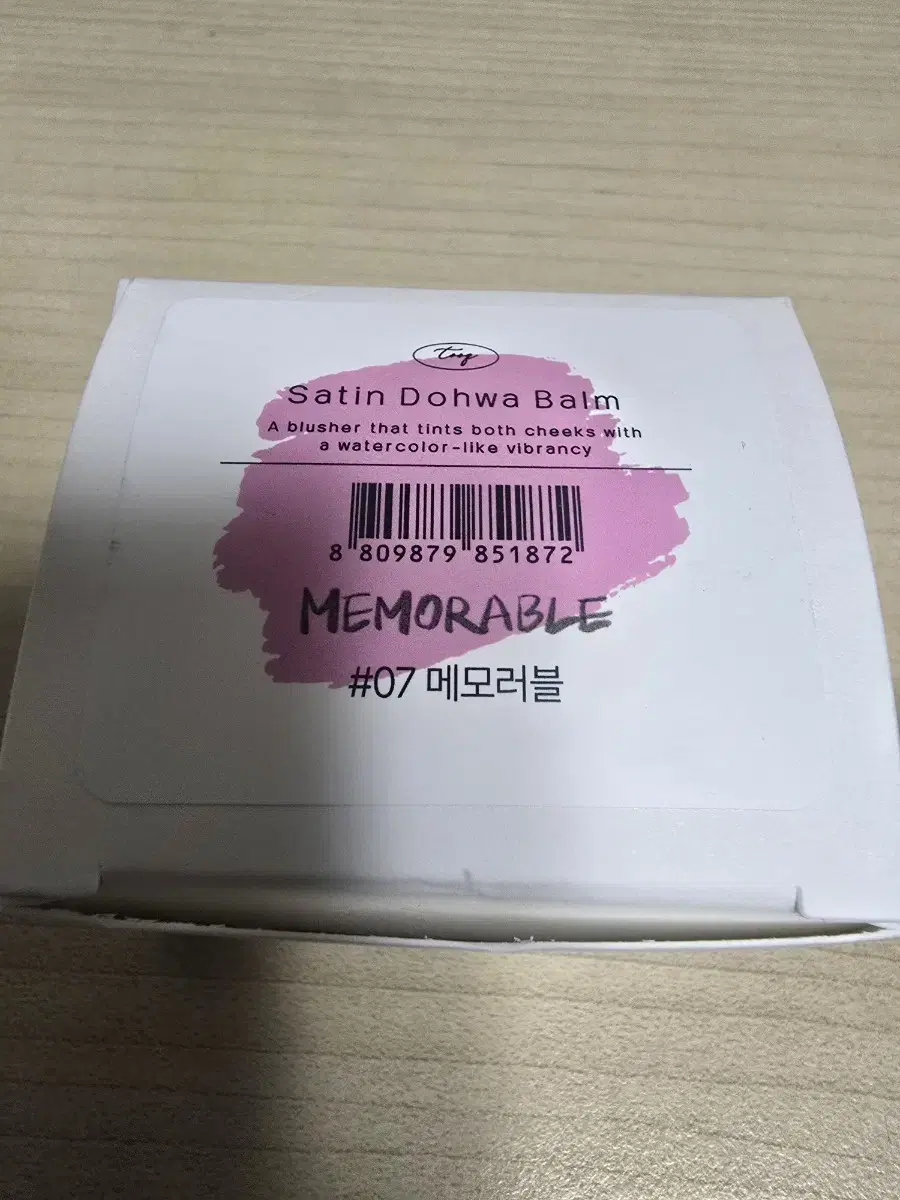 toog
Satin Dohwa Balm
A blusher that tints both cheeks with
a watercolor-like vibrancy
8 809879 851872
MEMORABLE
#07 메모러블